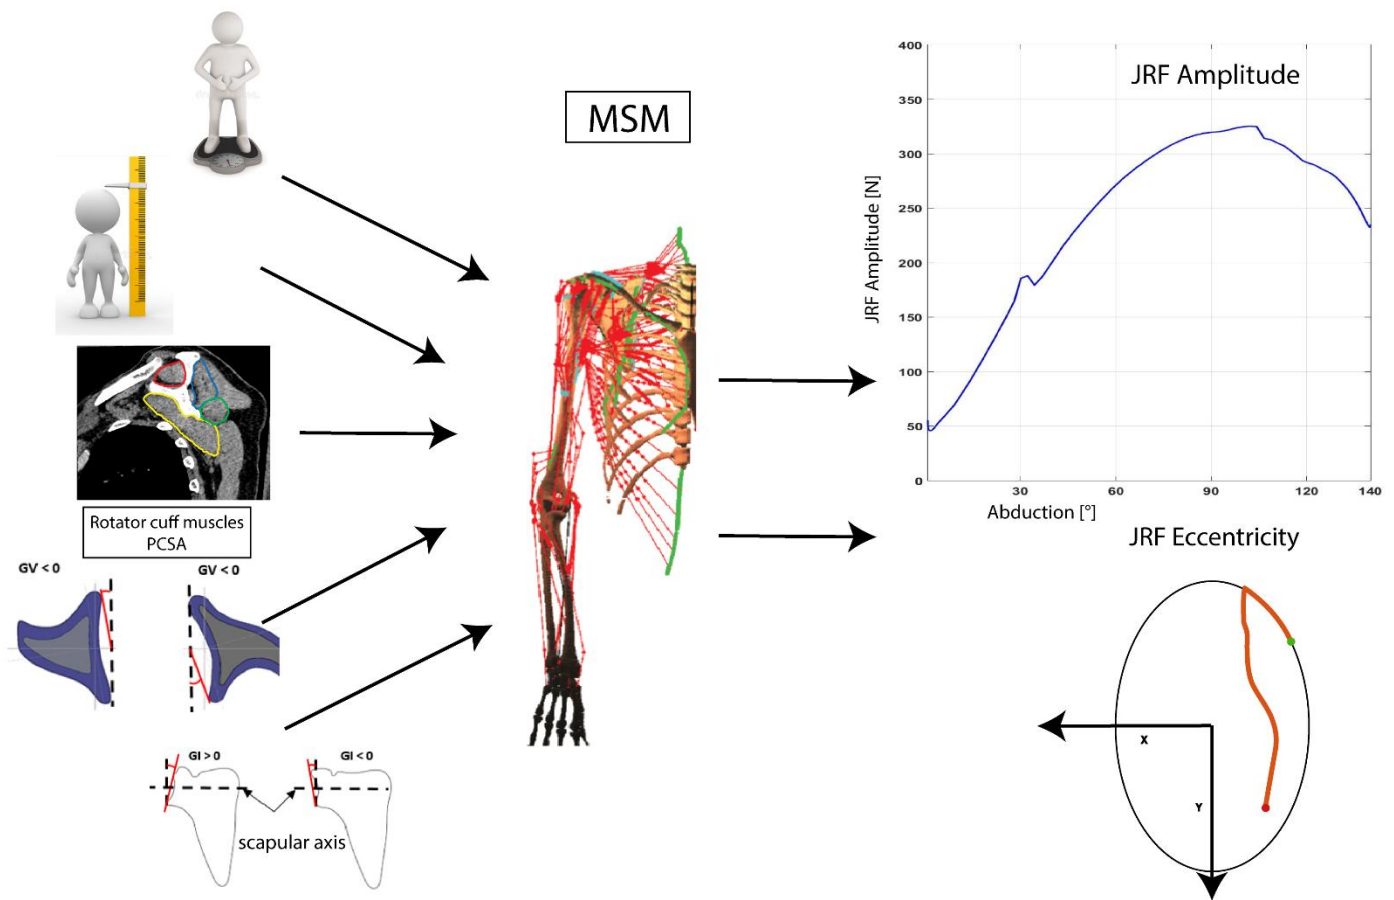 MSM
Rotator cuff muscles
PCSA
GV < 0
GV < 0
GI > 0
GI < 0
scapular axis
JRF Amplitude
JRF Amplitude [N]
400
350
300
250
200
150
100
50
0
30
60
90
120
140
Abduction [°]
JRF Eccentricity
X
Y